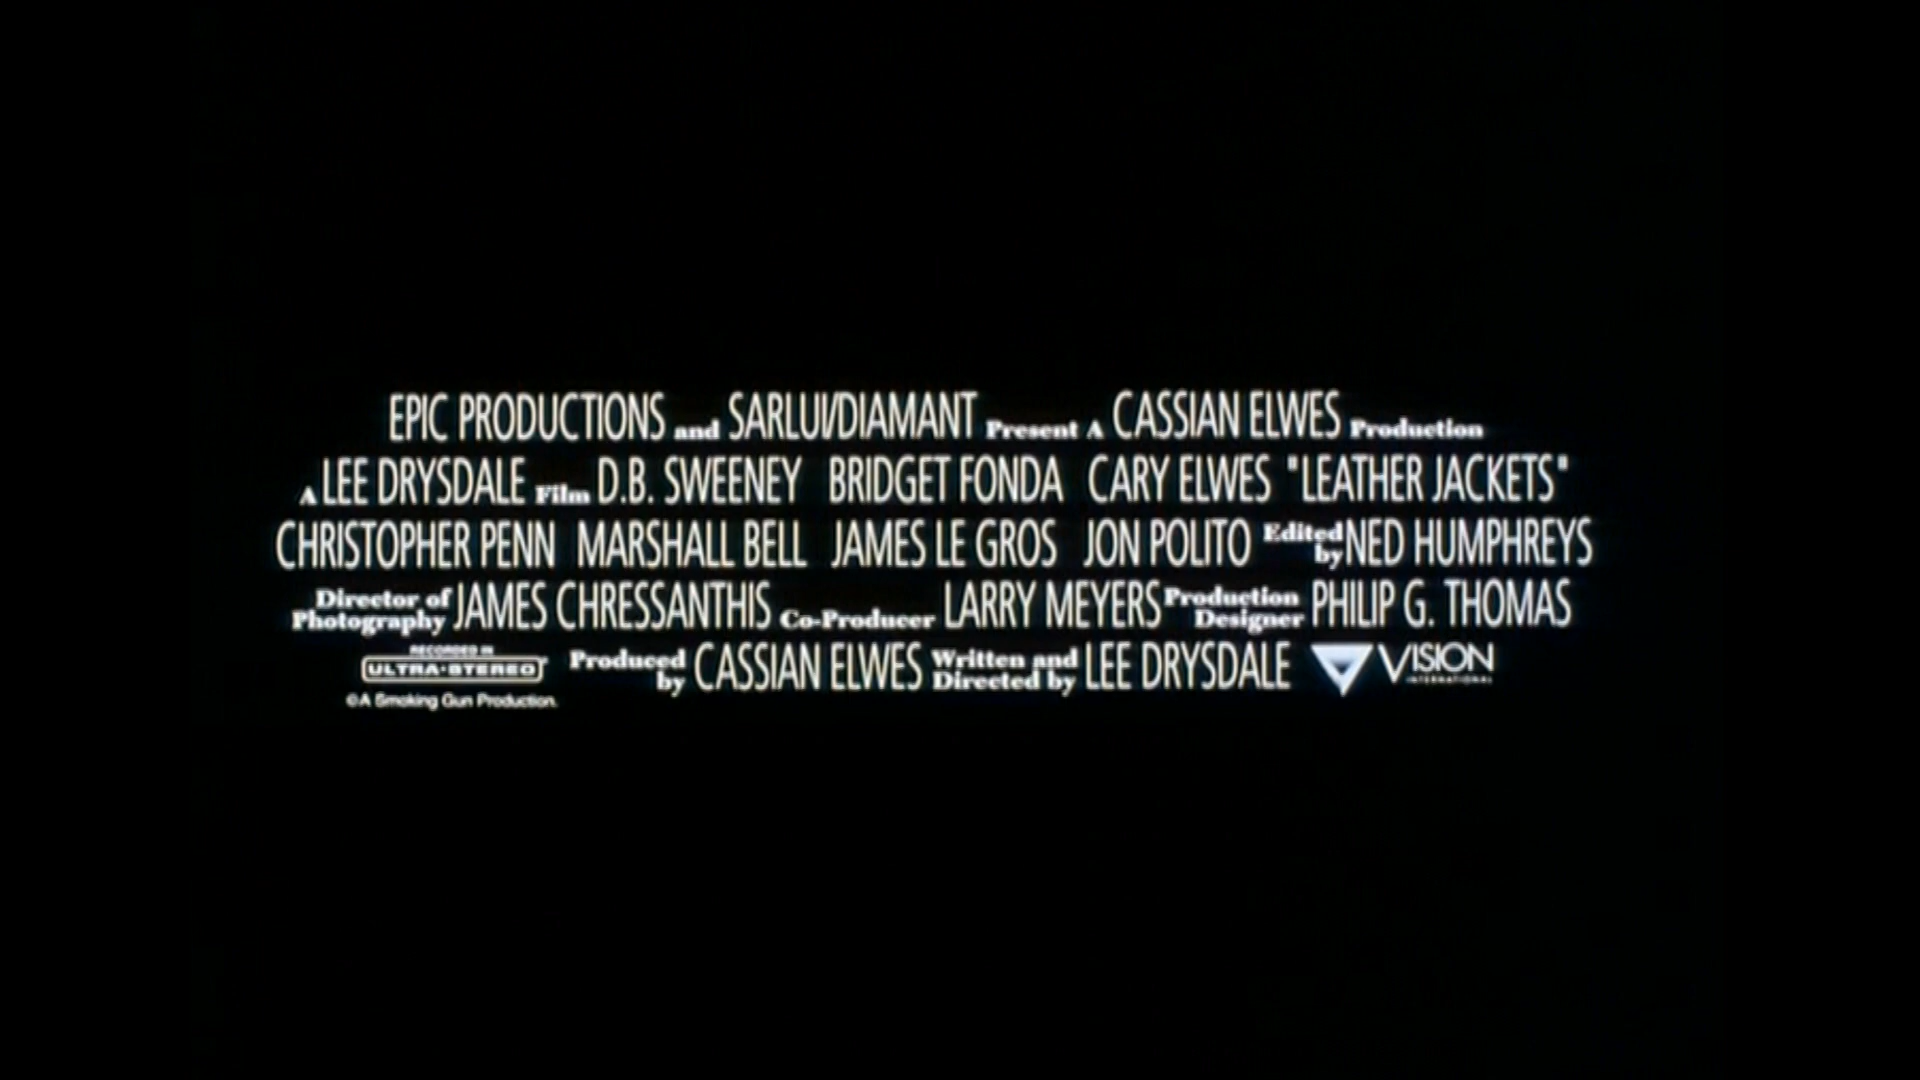 EPIC PRODUCTIONS and SARLUI/DIAMANT Present A CASSIAN ELWES Production
A LEE DRYSDALE Film D.B. SWEENEY BRIDGET FONDA CARY ELWES "LEATHER JACKETS"
CHRISTOPHER PENN MARSHALL BELL JAMES LE GROS JON POLITO Edited by NED HUMPHREYS
Director of Photography JAMES CHRESSANTHIS Co-Producer LARRY MEYERS Production Designer PHILIP G. THOMAS
RECORDED IN ULTRA·STEREO Produced by CASSIAN ELWES Written and Directed by LEE DRYSDALE VISION INTERNATIONAL
©A Smoking Gun Production.